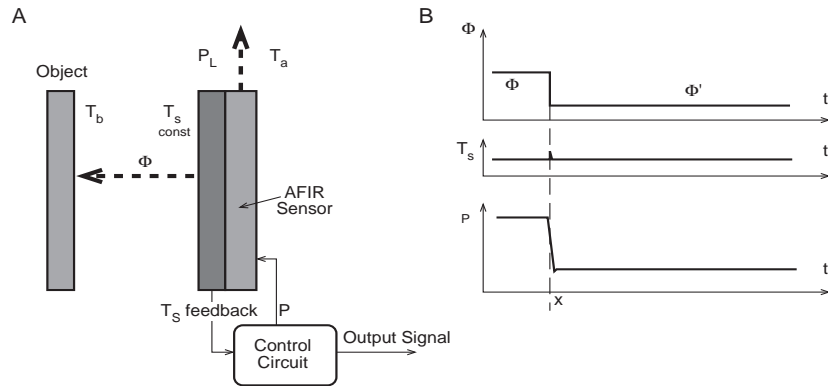 A
Object
T_b
Φ
P_L
T_a
T_s
const
AFIR
Sensor
T_S feedback
P
Control
Circuit
Output Signal
B
Φ
Φ
Φ'
t
T_s
t
P
t
x